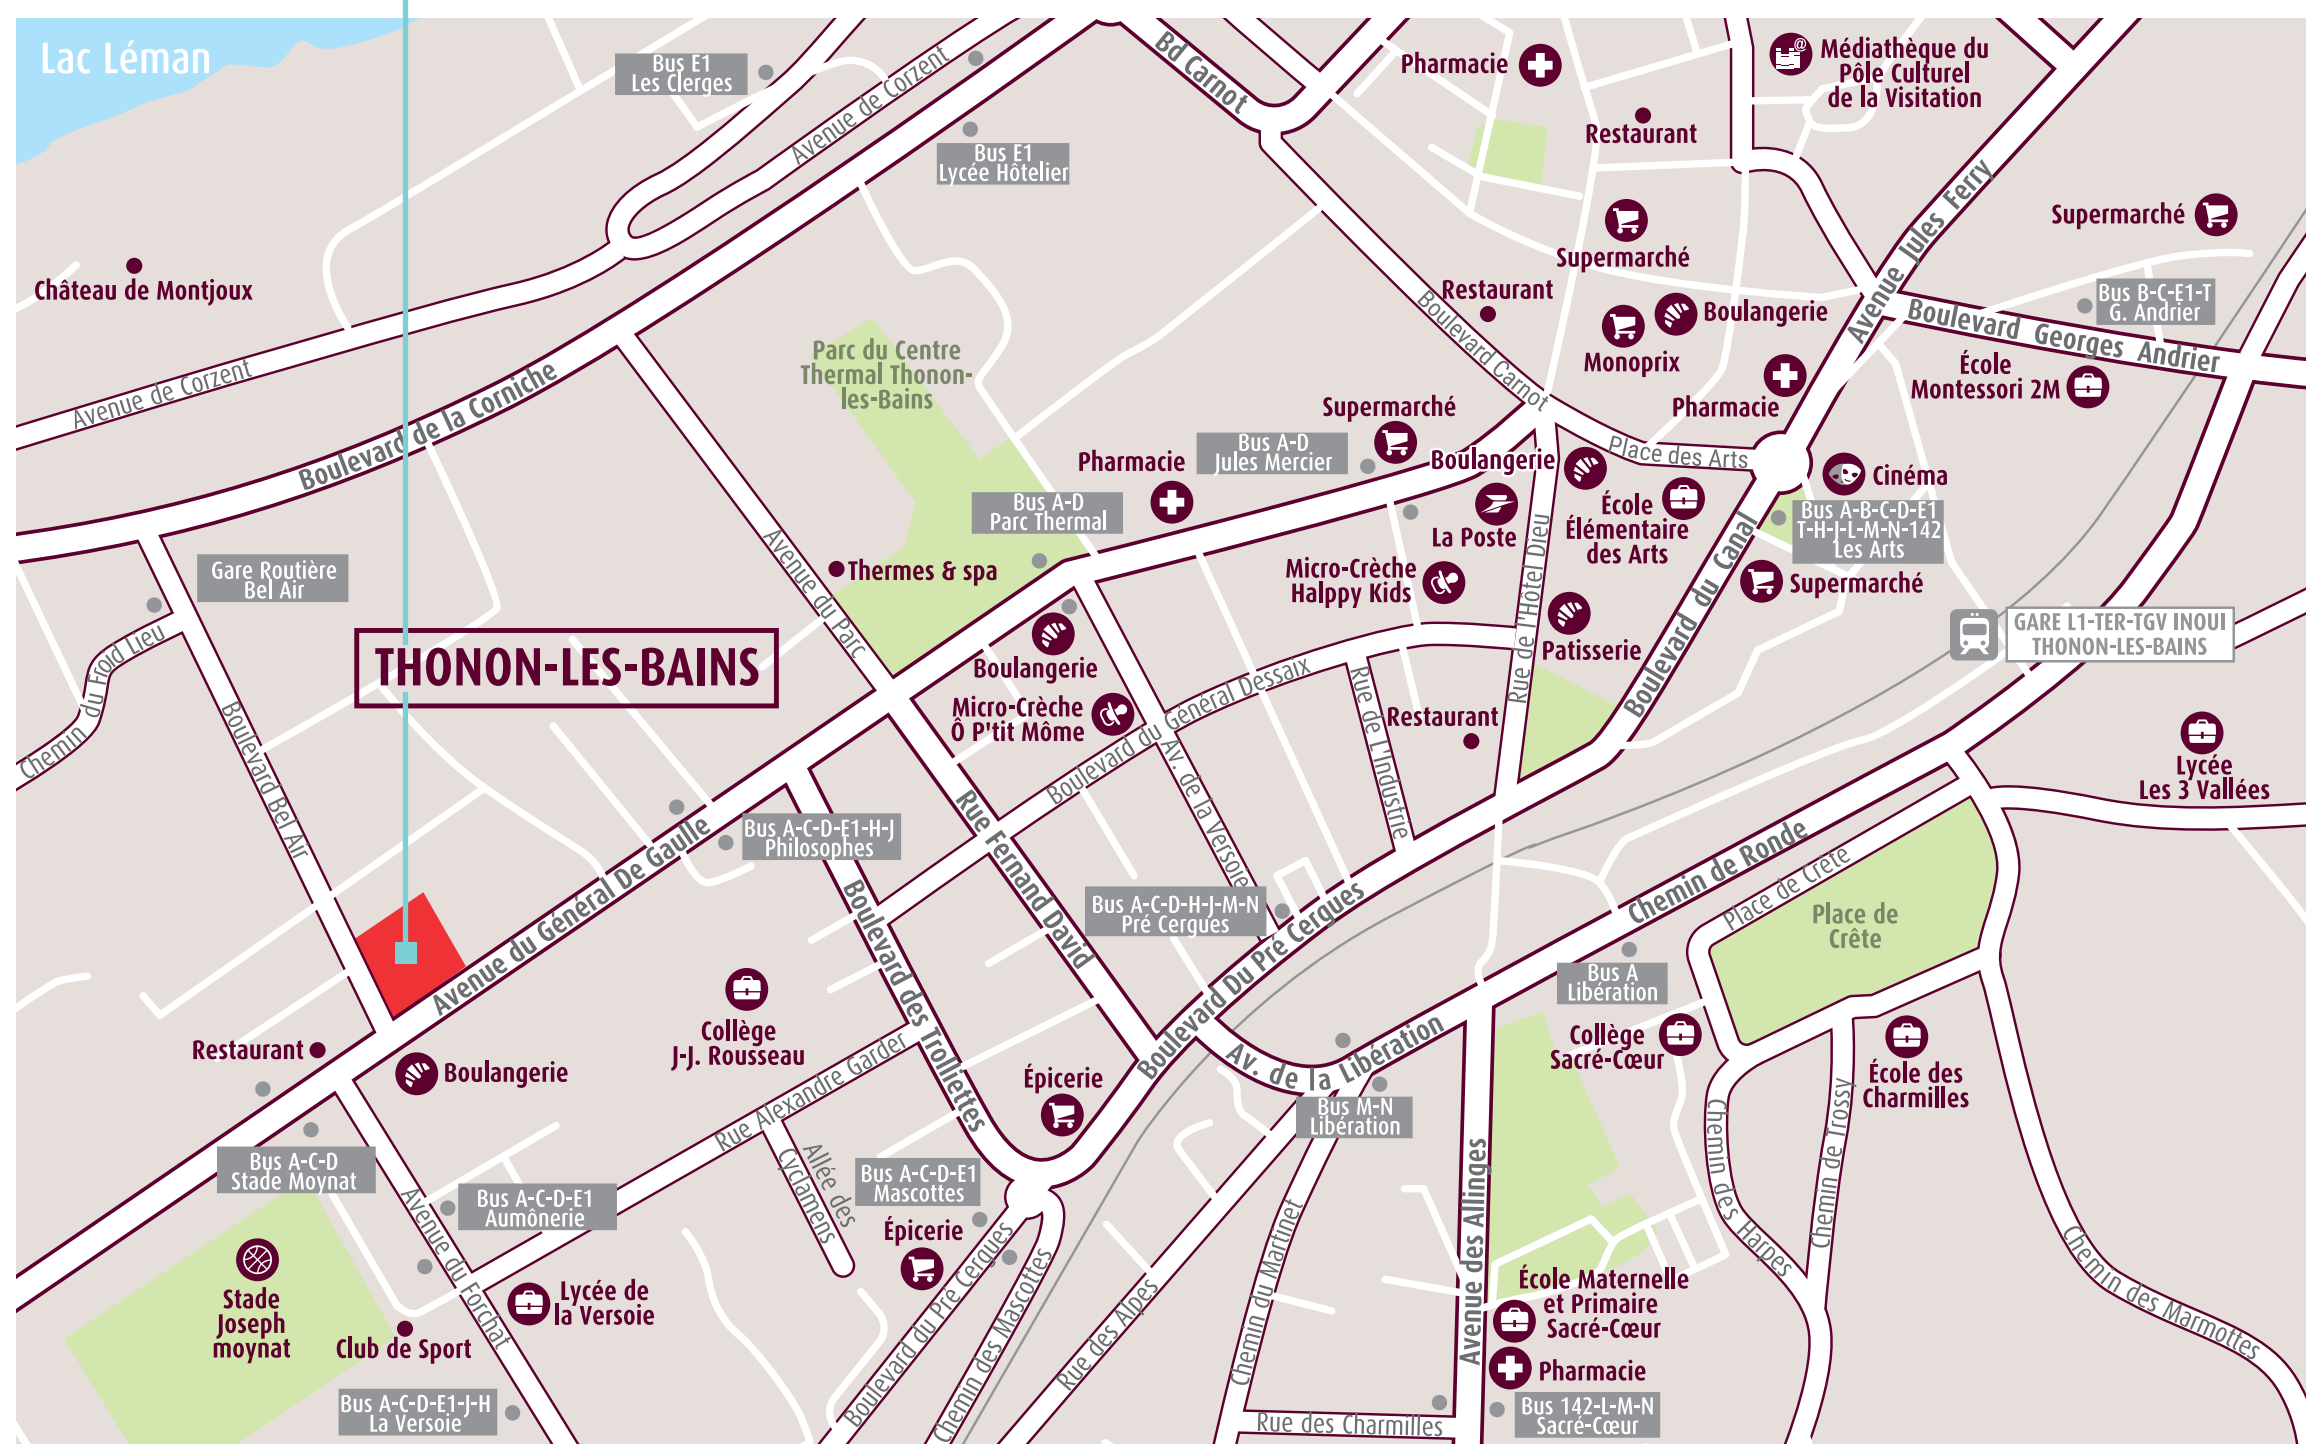 Lac Léman
Bus E1
Les Clerges
Avenue de Corzent
Bd Carnot
Pharmacie
Médiathèque du
Pôle Culturel
de la Visitation
Restaurant
Bus E1
Lycée Hôtelier
Avenue Jules Ferry
Supermarché
Supermarché
Château de Montjoux
Restaurant
Boulevard Carnot
Boulangerie
Monoprix
Bus B-C-E1-T
G. Andrier
Boulevard Georges Andrier
École
Montessori 2M
Avenue de Corzent
Boulevard de la Corniche
Parc du Centre
Thermal Thonon-
les-Bains
Pharmacie
Supermarché
Bus A-D
Jules Mercier
Boulangerie
Place des Arts
Cinéma
Pharmacie
Bus A-D
Parc Thermal
La Poste
École
Élémentaire
des Arts
Bus A-B-C-D-E1
T-H-J-L-M-N-142
Les Arts
Gare Routière
Bel Air
Avenue du Parc
Thermes & spa
Micro-Crèche
Halppy Kids
Rue de l'Hôtel Dieu
Boulevard du Canal
Supermarché
Chemin du Froid Lieu
THONON-LES-BAINS
Boulangerie
Patisserie
GARE L1-TER-TGV INOUI
THONON-LES-BAINS
Boulevard Bel Air
Micro-Crèche
Ô P'tit Môme
Boulevard du Général Dessaix
Rue de L'Industrie
Restaurant
Av. de la Versoie
Lycée
Les 3 Vallées
Bus A-C-D-E1-H-J
Philosophes
Rue Fernand David
Avenue du Général De Gaulle
Boulevard des Trolliettes
Bus A-C-D-H-J-M-N
Pré Cergues
Boulevard Du Pré Cergues
Chemin de Ronde
Place de Crête
Place de
Crête
Bus A
Libération
Collège
J-J. Rousseau
Restaurant
Boulangerie
Rue Alexandre Garder
Épicerie
Av. de la Libération
Collège
Sacré-Cœur
École des
Charmilles
Bus M-N
Libération
Bus A-C-D
Stade Moynat
Allée des
Cyclamens
Bus A-C-D-E1
Mascottes
Chemin des Harpes
Chemin de Trossy
Bus A-C-D-E1
Aumônerie
Avenue du Forchat
Épicerie
Avenue des Allinges
Stade
Joseph
moynat
Club de Sport
Lycée de
la Versoie
Boulevard du Pré Cergues
Chemin des Mascottes
Rue des Alpes
Chemin du Martinet
École Maternelle
et Primaire
Sacré-Cœur
Chemin des Marmottes
Pharmacie
Bus A-C-D-E1-J-H
La Versoie
Rue des Charmilles
Bus 142-L-M-N
Sacré-Cœur